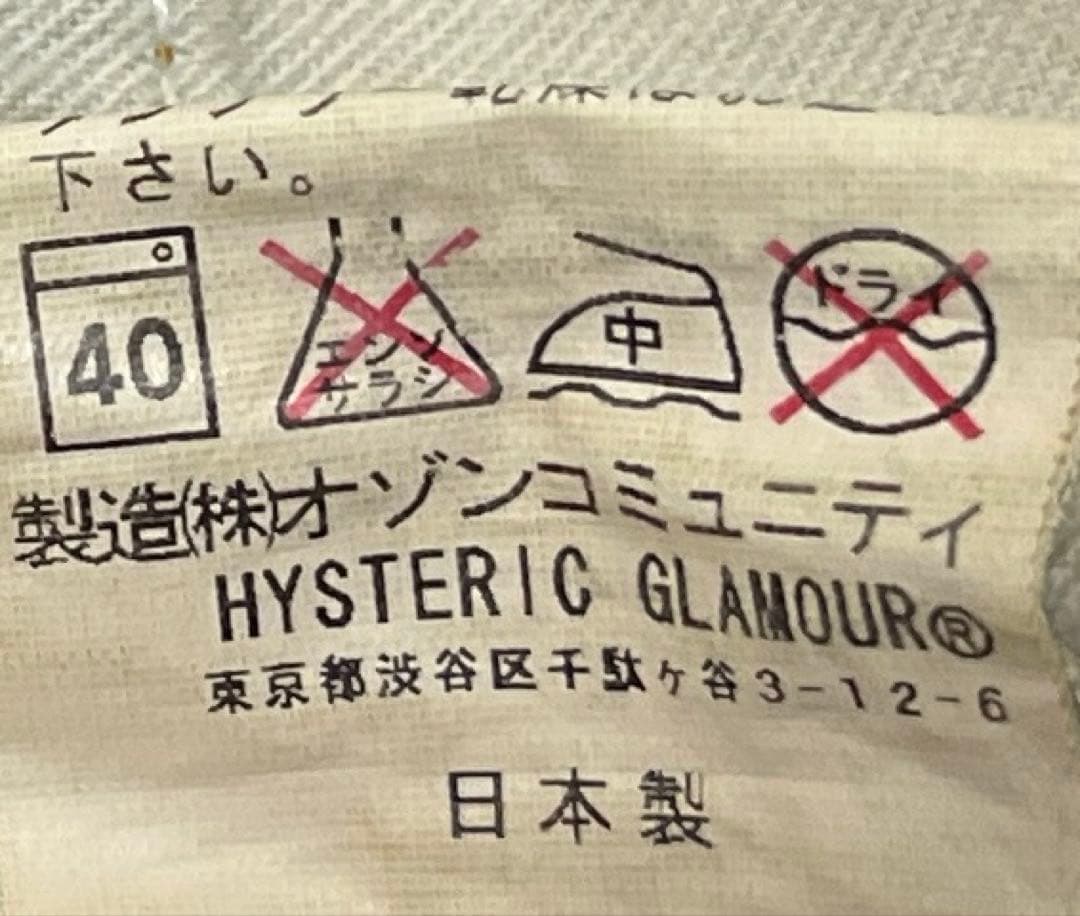 下さい。
40
エンソ
サラシ
中
ドライ
製造(株)オゾンコミュニティ
HYSTERIC GLAMOUR®
東京都渋谷区千駄ヶ谷3-12-6
日本製